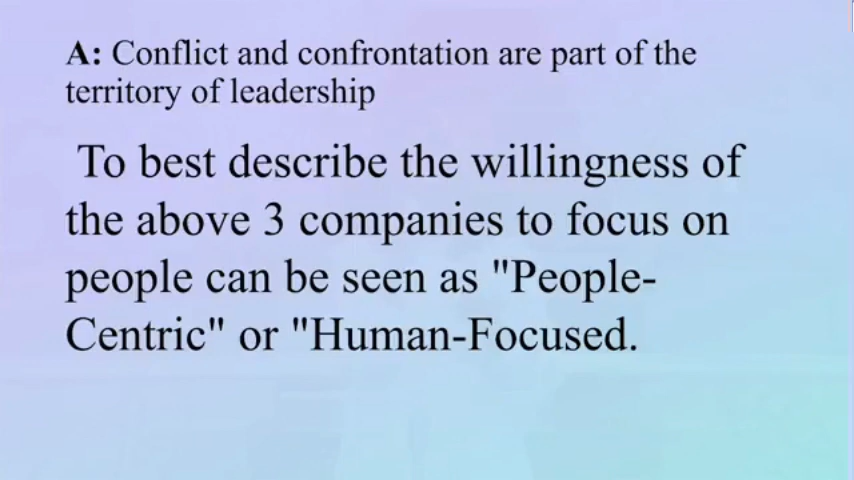 A: Conflict and confrontation are part of the
territory of leadership
To best describe the willingness of
the above 3 companies to focus on
people can be seen as "People-
Centric" or "Human-Focused.